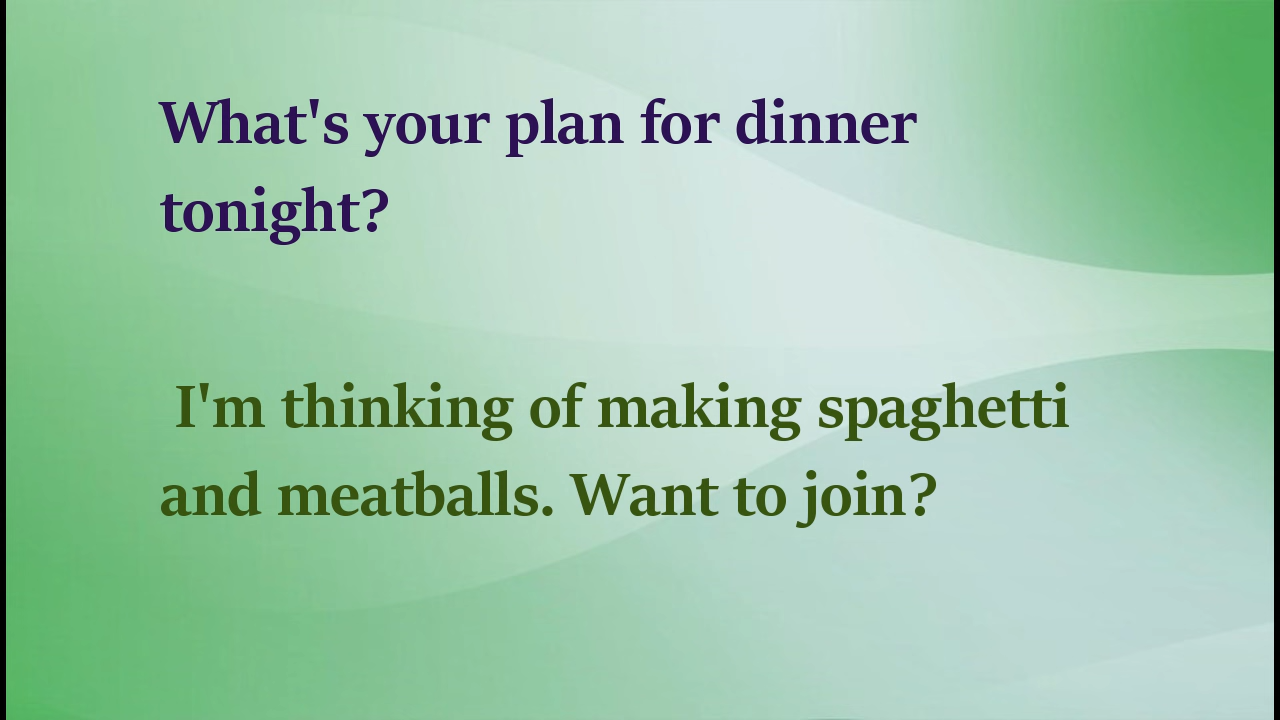 What's your plan for dinner
tonight?
I'm thinking of making spaghetti
and meatballs. Want to join?